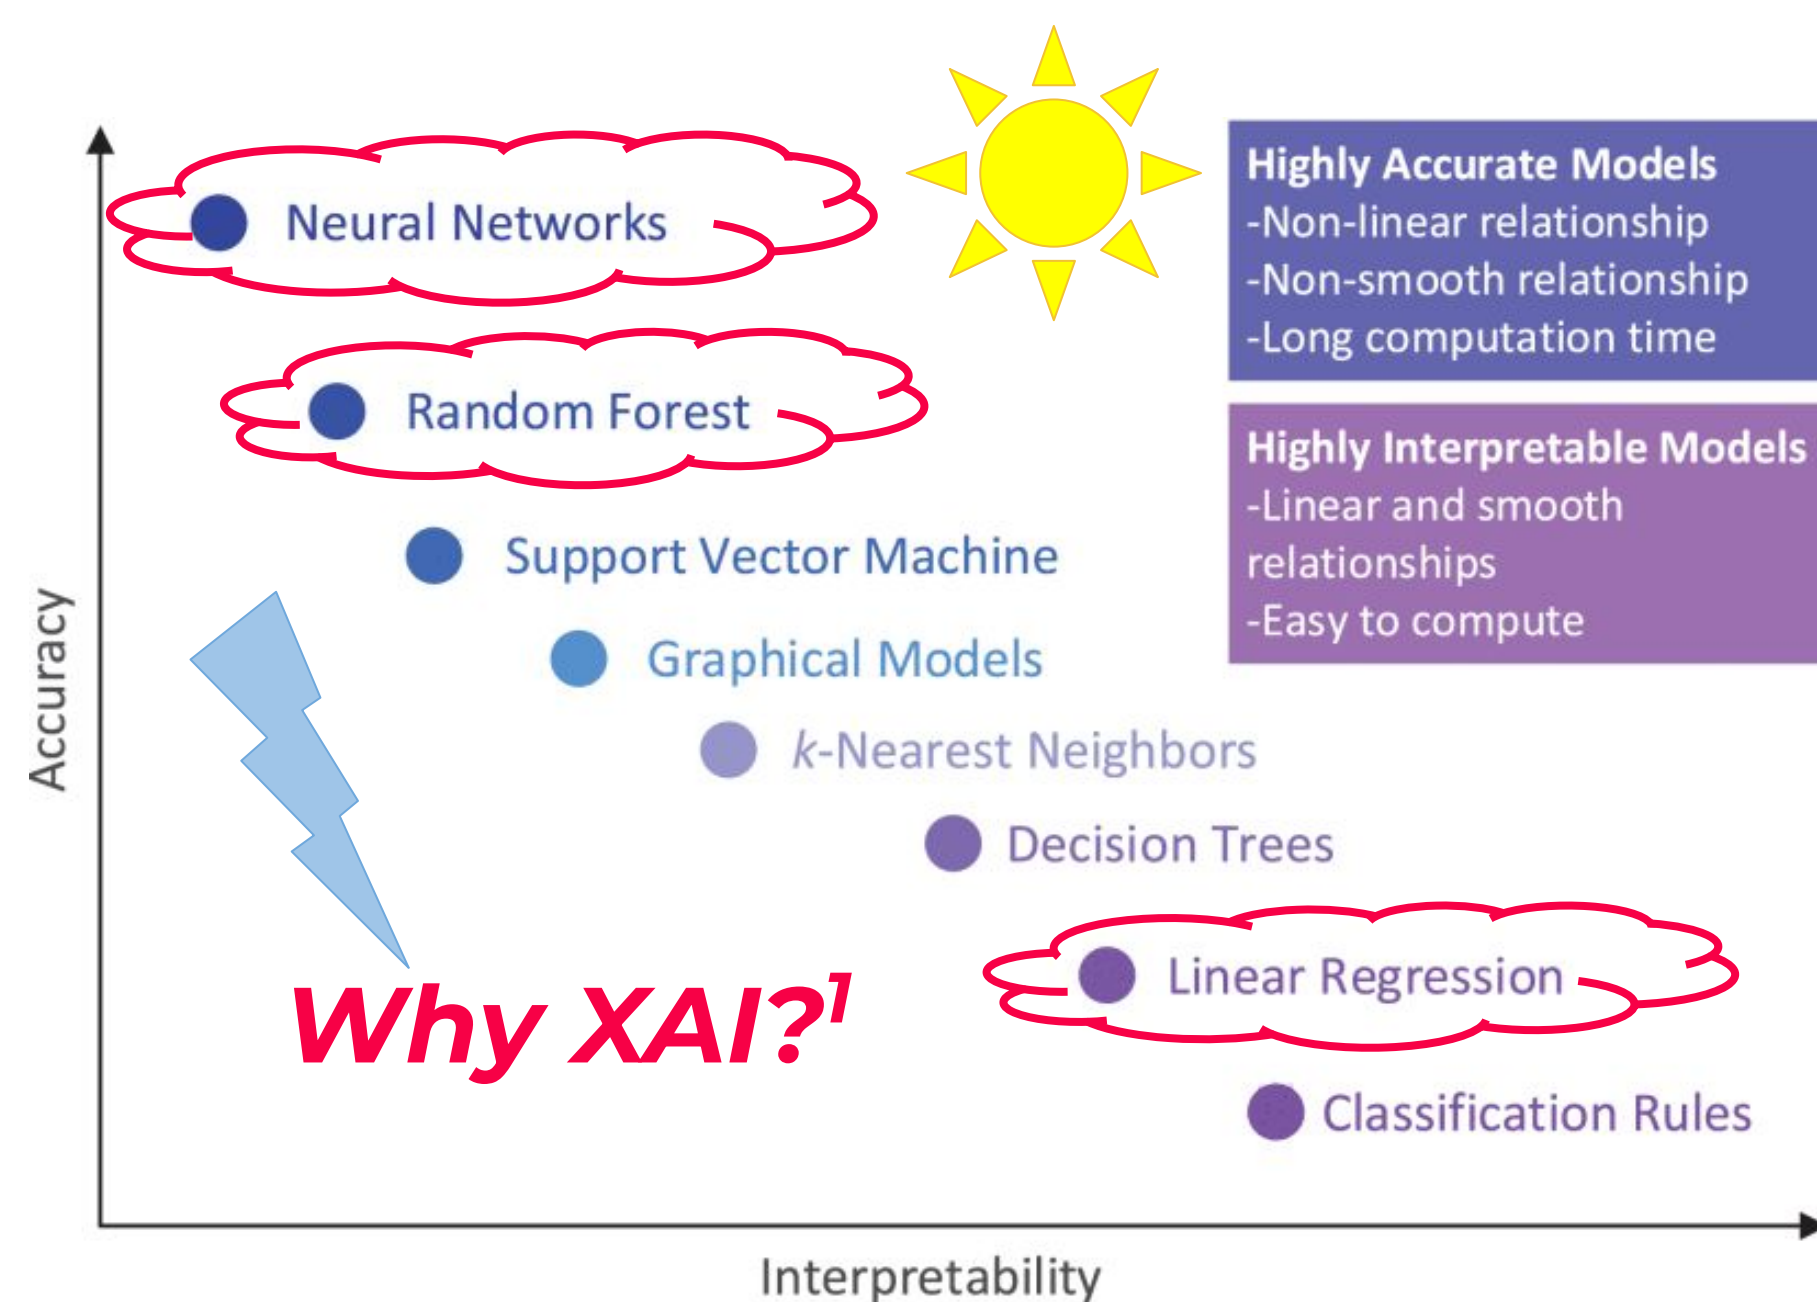 Neural Networks
Random Forest
Support Vector Machine
Graphical Models
k-Nearest Neighbors
Decision Trees
Linear Regression
Classification Rules
Highly Accurate Models
-Non-linear relationship
-Non-smooth relationship
-Long computation time
Highly Interpretable Models
-Linear and smooth
relationships
-Easy to compute
Why XAI?¹
Accuracy
Interpretability